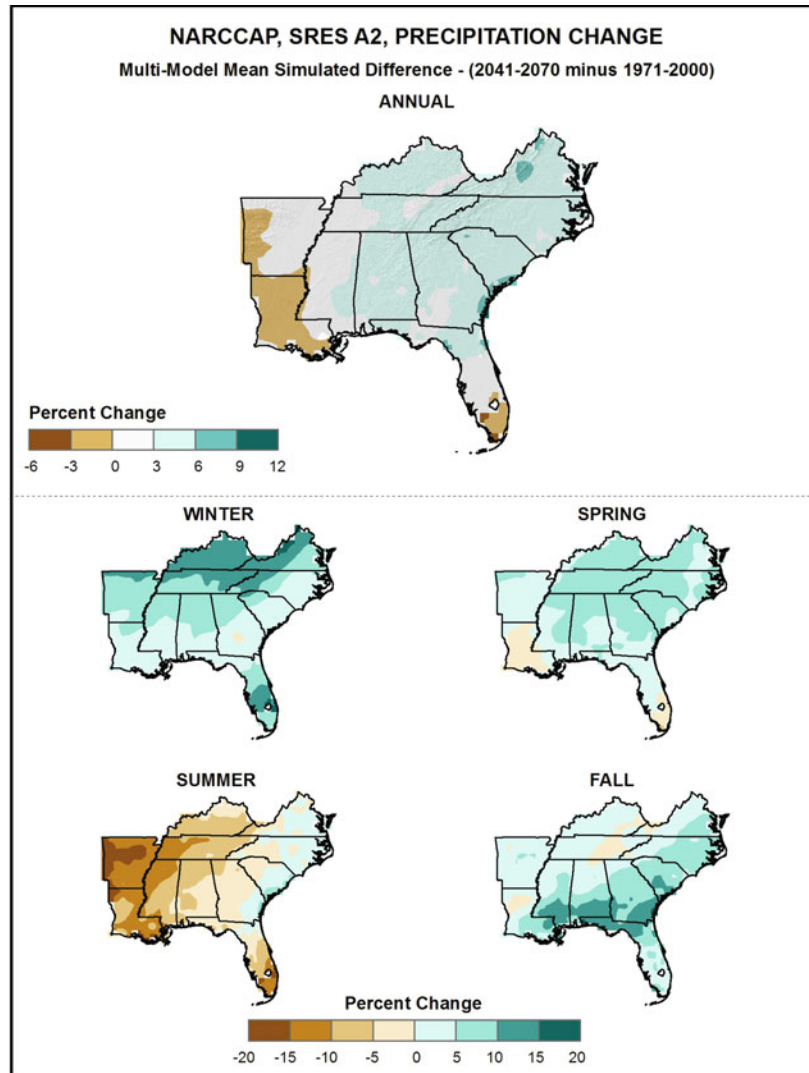 NARCCAP, SRES A2, PRECIPITATION CHANGE
Multi-Model Mean Simulated Difference - (2041-2070 minus 1971-2000)
ANNUAL
Percent Change
-6 -3 0 3 6 9 12
WINTER SPRING
SUMMER FALL
Percent Change
-20 -15 -10 -5 0 5 10 15 20